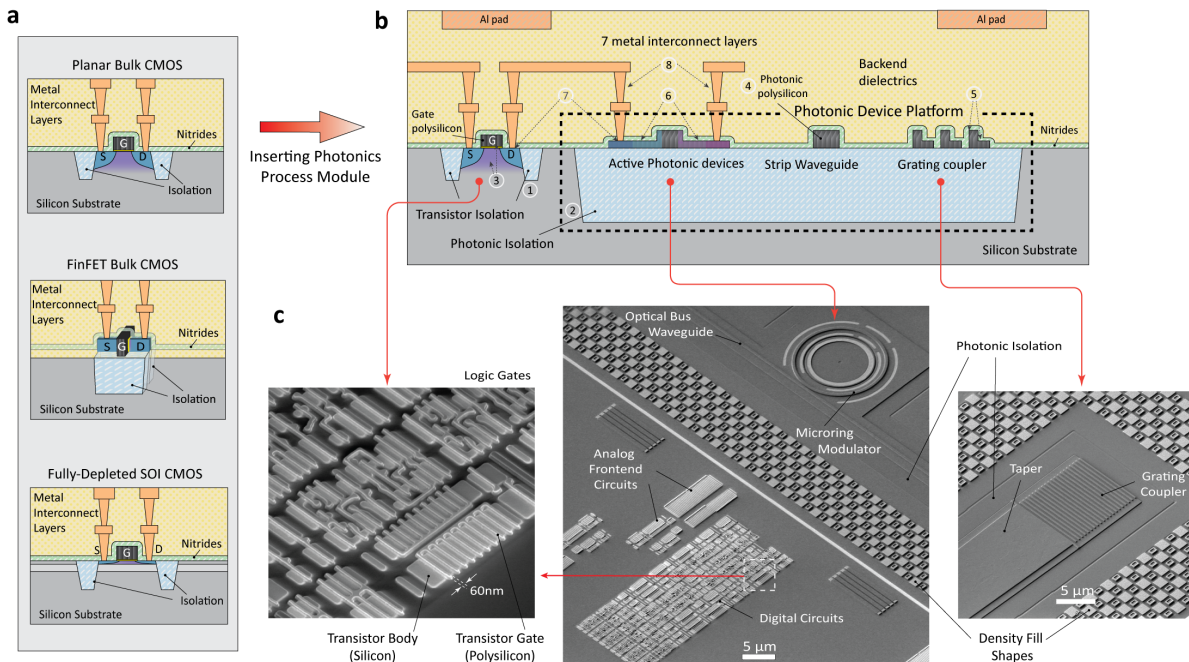 a
Planar Bulk CMOS
Metal
Interconnect
Layers
Nitrides
G
S
D
Isolation
Silicon Substrate
FinFET Bulk CMOS
Metal
Interconnect
Layers
Nitrides
S
G
D
Isolation
Silicon Substrate
Fully-Depleted SOI CMOS
Metal
Interconnect
Layers
S
G
D
Nitrides
Isolation
Silicon Substrate
Inserting Photonics
Process Module
b
Al pad
Al pad
7 metal interconnect layers
Backend
dielectrics
8
Photonic
polysilicon
4
7
6
5
Gate
polysilicon
Photonic Device Platform
Nitrides
G
S
D
Active Photonic devices
Strip Waveguide
Grating coupler
3
1
2
Transistor Isolation
Photonic Isolation
Silicon Substrate
c
Logic Gates
60nm
Transistor Body
(Silicon)
Transistor Gate
(Polysilicon)
Optical Bus
Waveguide
Microring
Modulator
Analog
Frontend
Circuits
Digital Circuits
5 µm
Photonic Isolation
Taper
Grating
Coupler
5 µm
Density Fill
Shapes